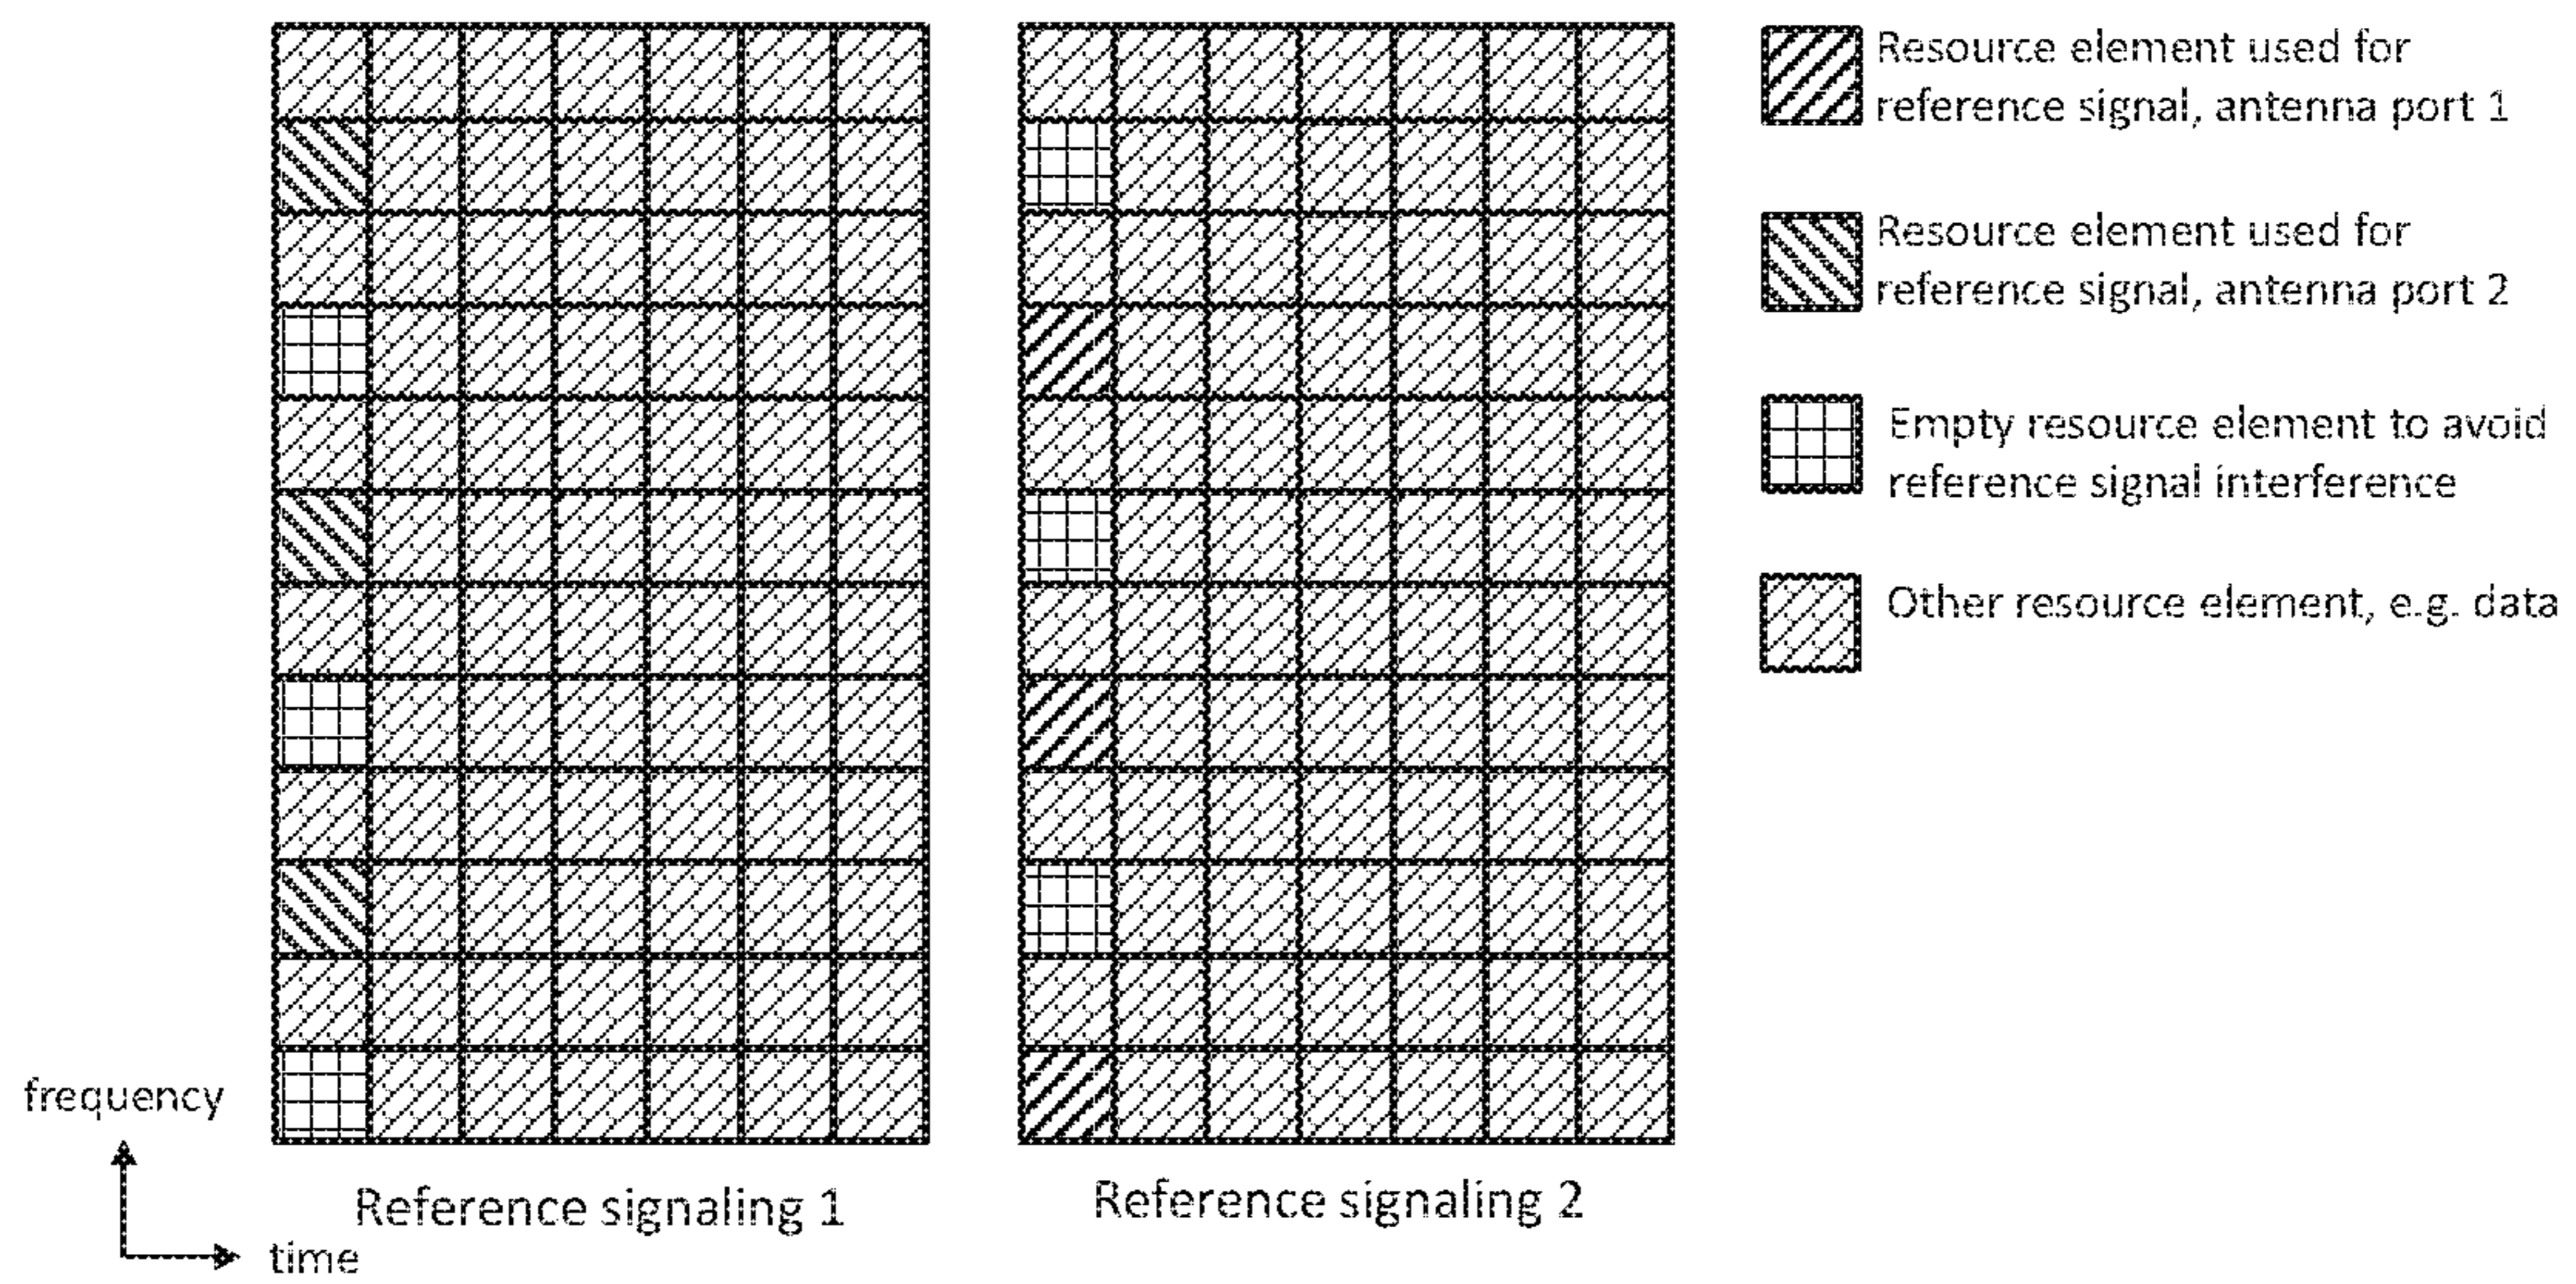 Resource element used for
reference signal, antenna port 1
Resource element used for
reference signal, antenna port 2
Empty resource element to avoid
reference signal interference
Other resource element, e.g. data
frequency
time
Reference signaling 1
Reference signaling 2